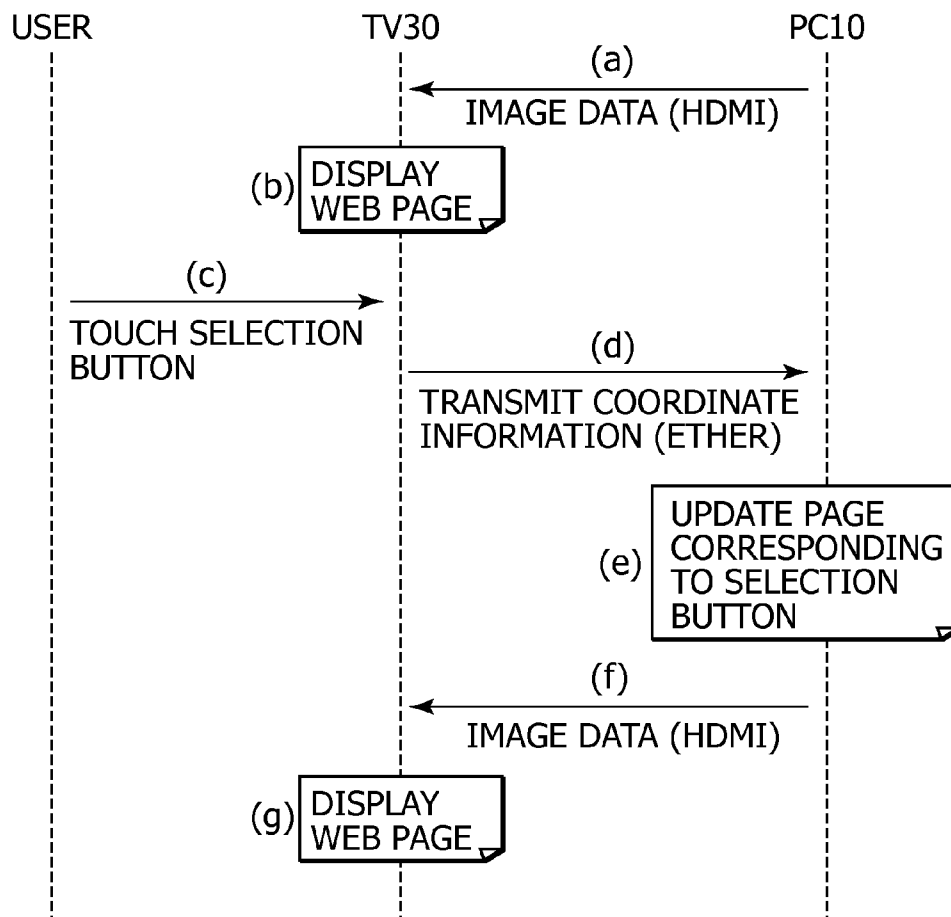 USER
TV30
PC10
(a)
IMAGE DATA (HDMI)
(b)
DISPLAY
WEB PAGE
(c)
TOUCH SELECTION
BUTTON
(d)
TRANSMIT COORDINATE
INFORMATION (ETHER)
(e)
UPDATE PAGE
CORRESPONDING
TO SELECTION
BUTTON
(f)
IMAGE DATA (HDMI)
(g)
DISPLAY
WEB PAGE